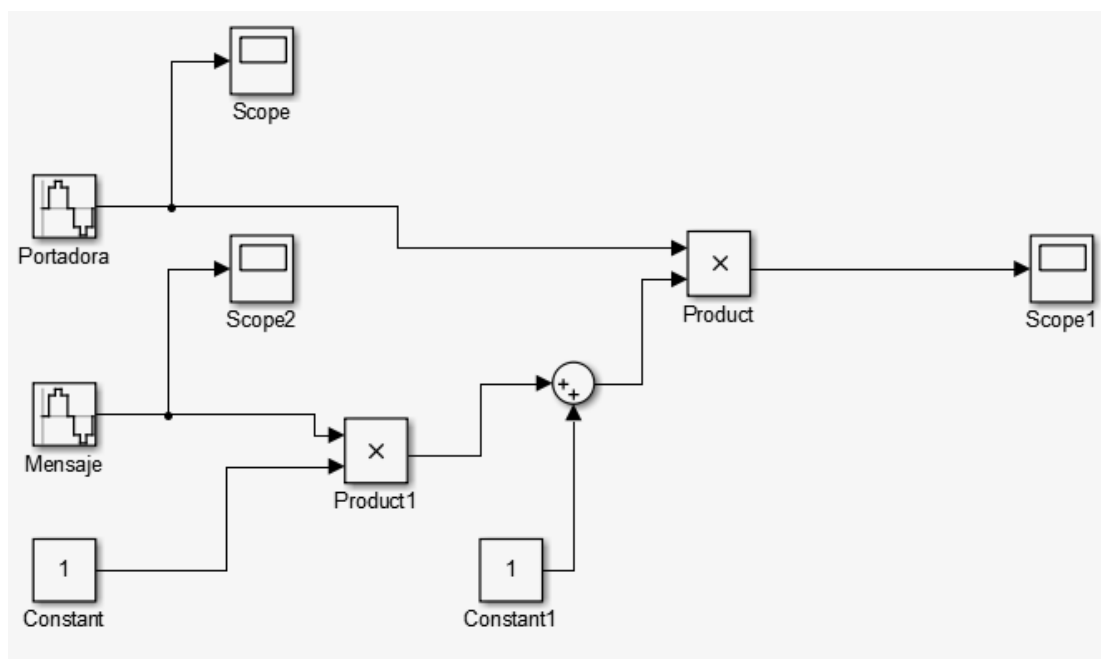 Scope
Portadora
Scope2
×
Product
Scope1
+
+
Mensaje
×
Product1
1
Constant
1
Constant1